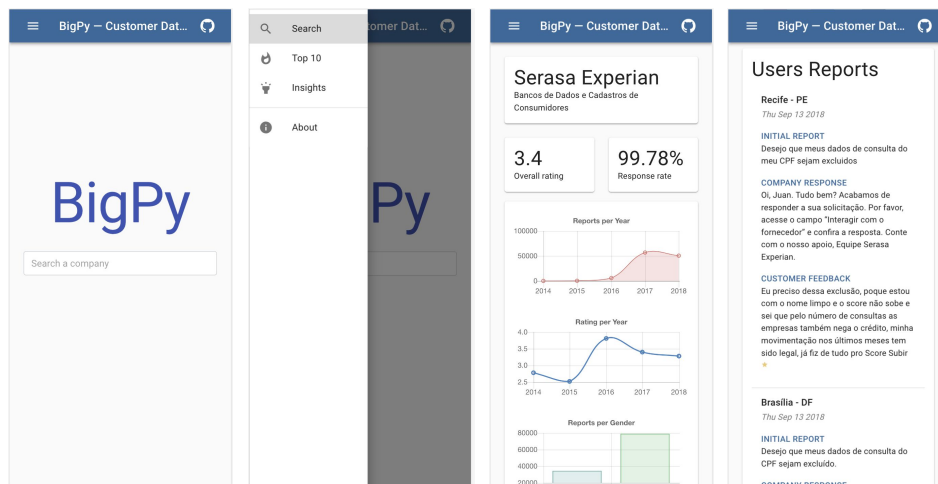 BigPy — Customer Dat...
BigPy
Search a company
Search
Top 10
Insights
About
tomer Dat...
Py
BigPy — Customer Dat...
Serasa Experian
Bancos de Dados e Cadastros de
Consumidores
3.4
Overall rating
99.78%
Response rate
Reports per Year
100000
50000
0
2014 2015 2016 2017 2018
Rating per Year
4.0
3.5
3.0
2.5
2014 2015 2016 2017 2018
Reports per Gender
80000
60000
40000
20000
BigPy — Customer Dat...
Users Reports
Recife - PE
Thu Sep 13 2018
INITIAL REPORT
Desejo que meus dados de consulta do
meu CPF sejam excluidos
COMPANY RESPONSE
Oi, Juan. Tudo bem? Acabamos de
responder a sua solicitação. Por favor,
acesse o campo "Interagir com o
fornecedor" e confira a resposta. Conte
com o nosso apoio, Equipe Serasa
Experian.
CUSTOMER FEEDBACK
Eu preciso dessa exclusão, poque estou
com o nome limpo e o score não sobe e
sei que pelo número de consultas as
empresas também nega o crédito, minha
movimentação nos últimos meses tem
sido legal, já fiz de tudo pro Score Subir
Brasília - DF
Thu Sep 13 2018
INITIAL REPORT
Desejo que meus dados de consulta do
CPF sejam excluído.
COMPANY RESPONSE